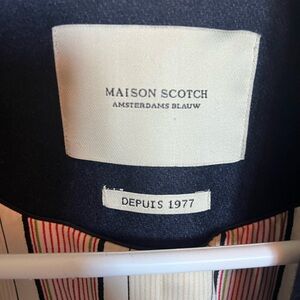 MAISON SCOTCH
AMSTERDAMS BLAUW
DEPUIS 1977